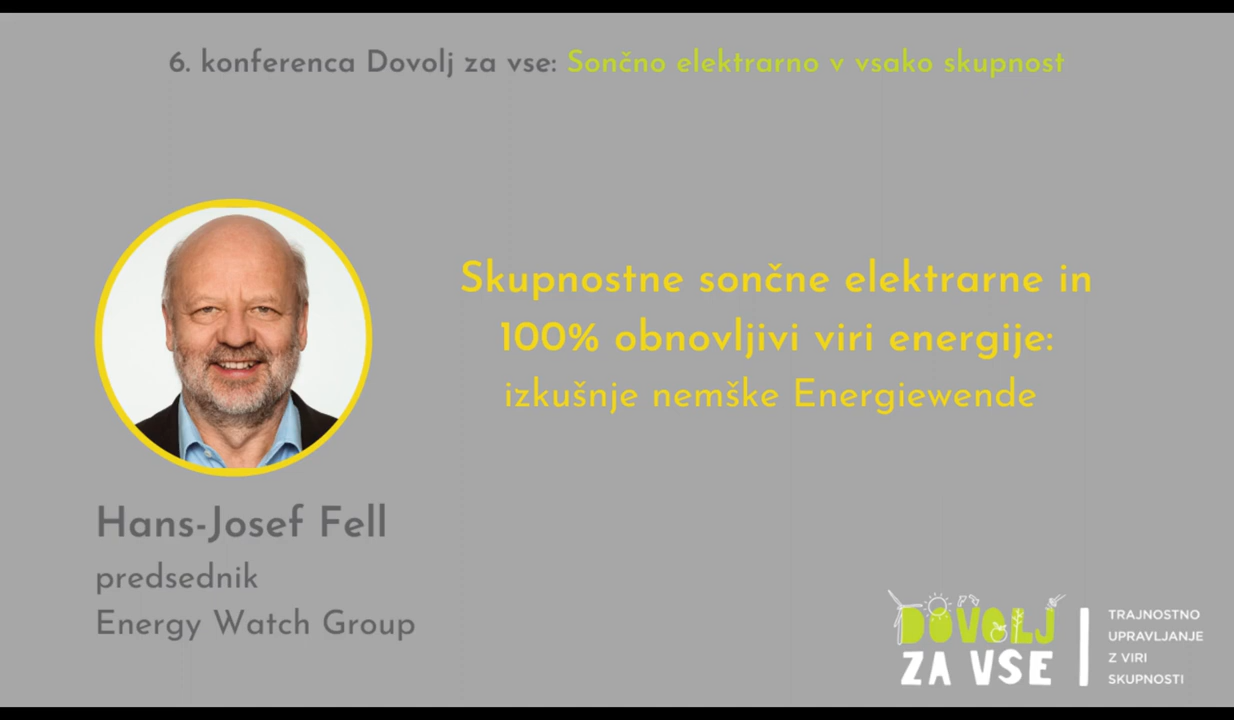 6. konferenca Dovolj za vse: Sončno elektrarno v vsako skupnost
Skupnostne sončne elektrarne in
100% obnovljivi viri energije:
izkušnje nemške Energiewende
Hans-Josef Fell
predsednik
Energy Watch Group
DOVOLJ
ZA VSE
TRAJNOSTNO
UPRAVLJANJE
Z VIRI
SKUPNOSTI